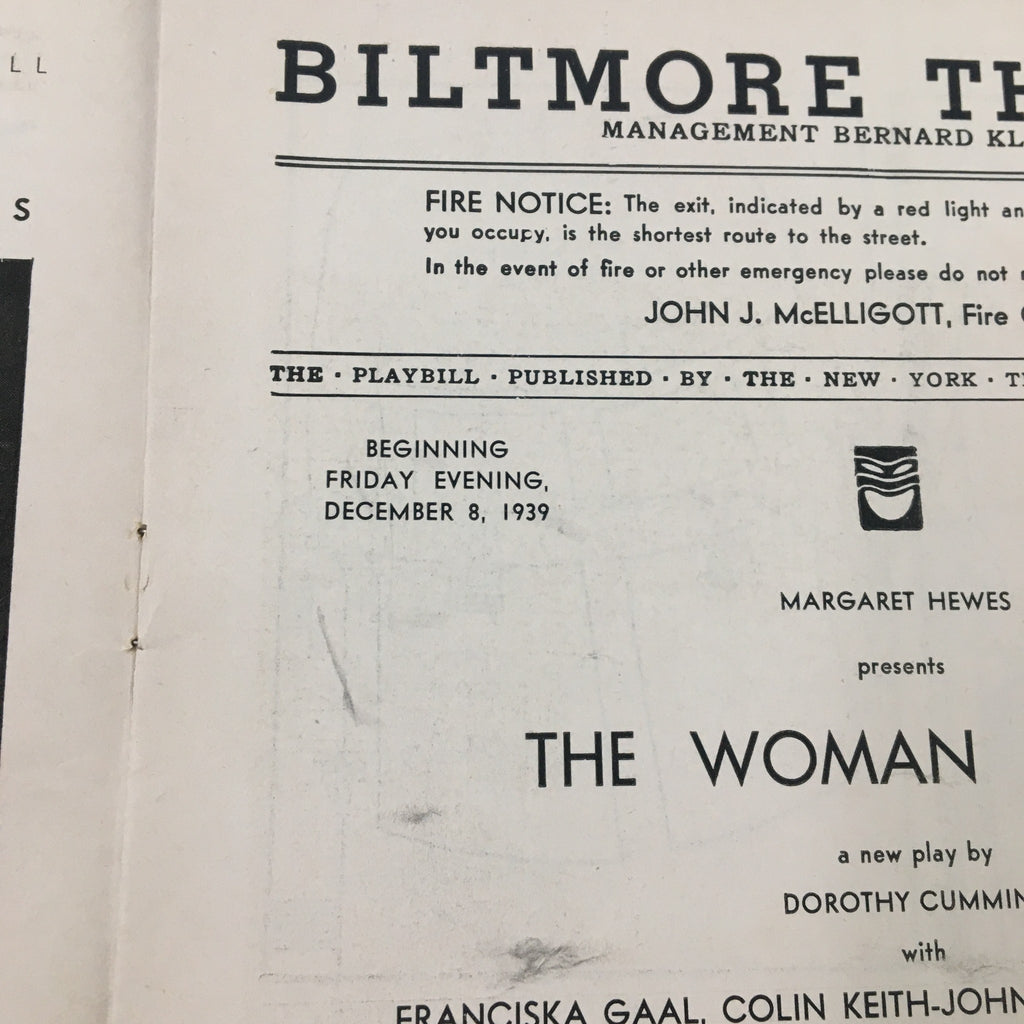 LL
S
BILTMORE TH
MANAGEMENT BERNARD KL
FIRE NOTICE: The exit, indicated by a red light an
you occupy, is the shortest route to the street.
In the event of fire or other emergency please do not
JOHN J. McELLIGOTT, Fire
THE · PLAYBILL · PUBLISHED · BY · THE · NEW · YORK · T
BEGINNING
FRIDAY EVENING,
DECEMBER 8, 1939
MARGARET HEWES
presents
THE WOMAN
a new play by
DOROTHY CUMMIN
with
FRANCISKA GAAL, COLIN KEITH-JOHN